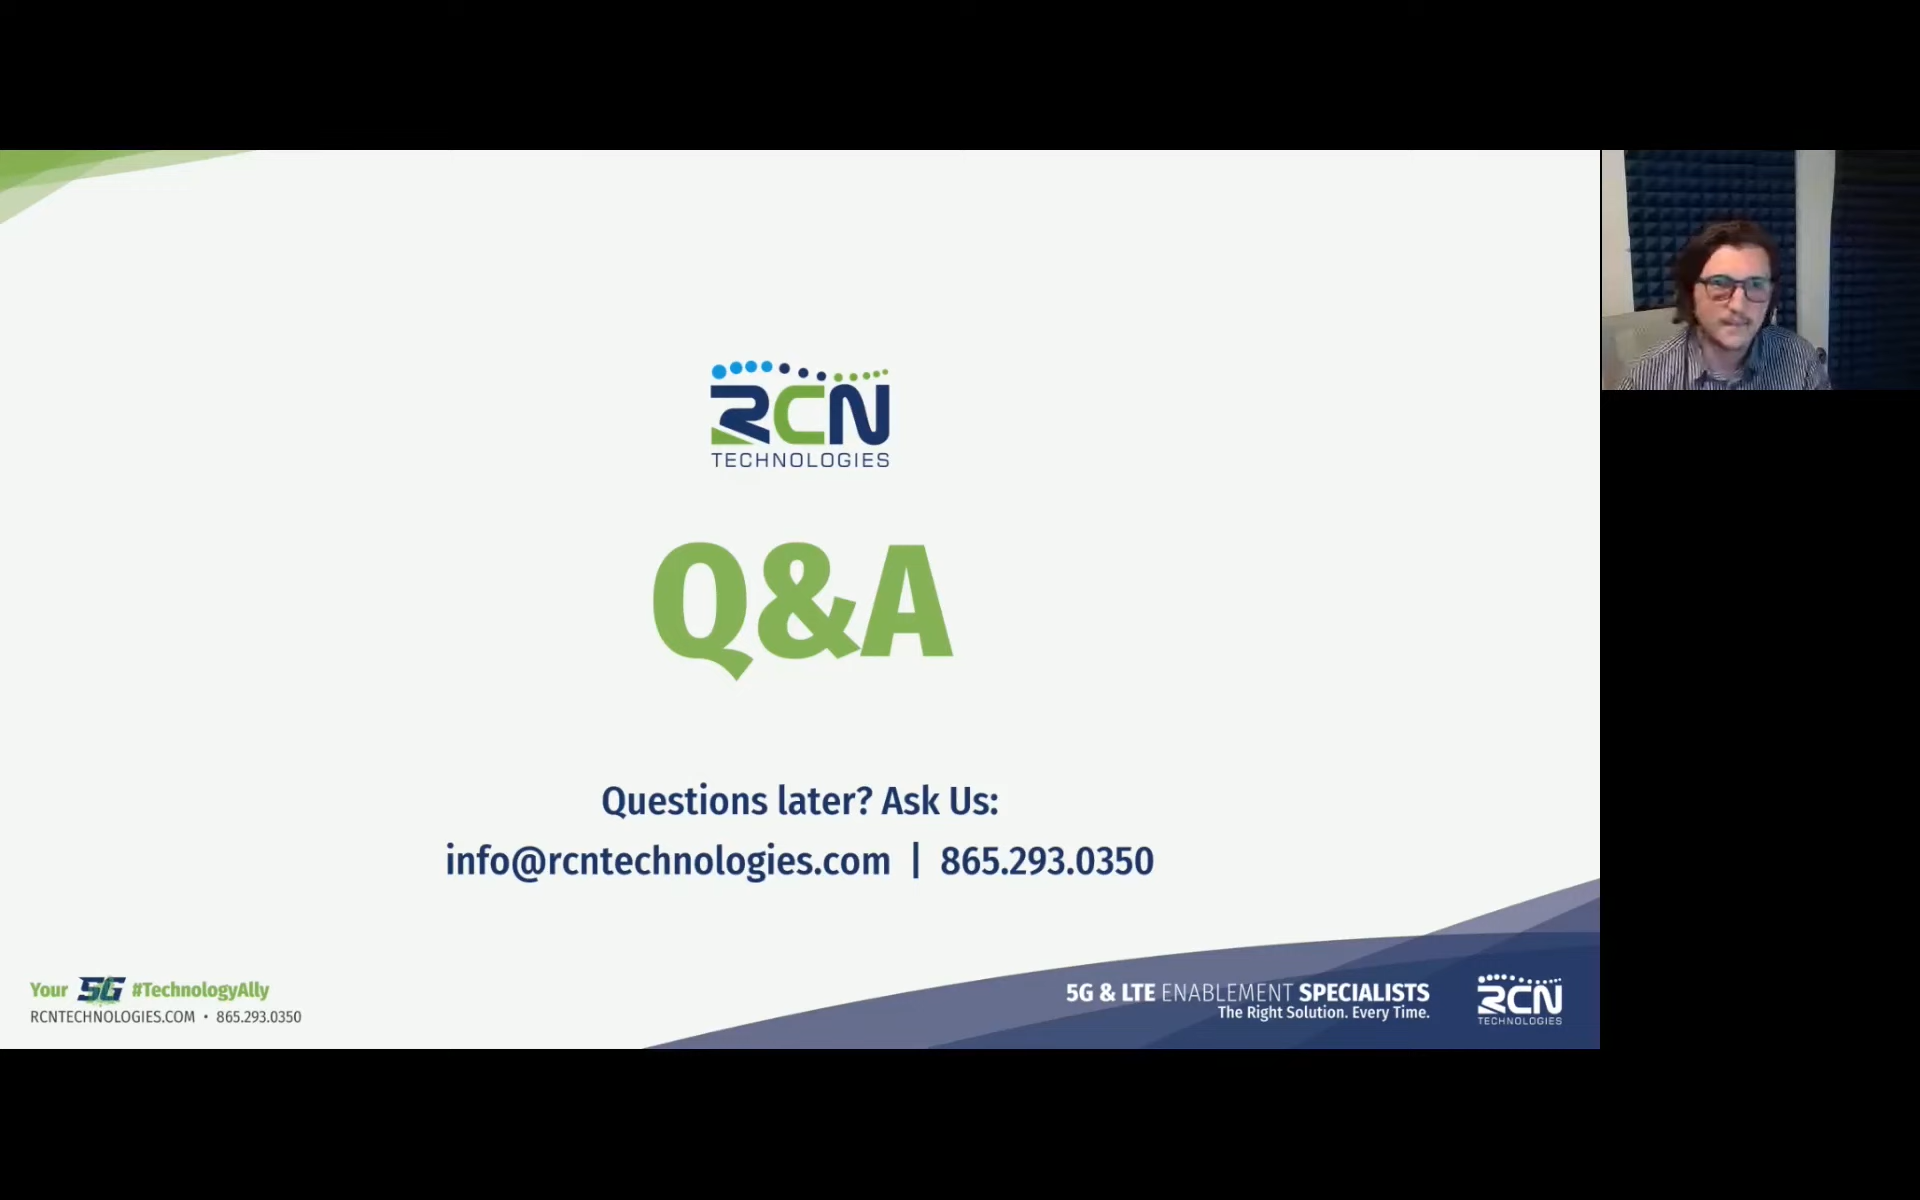 RCN
TECHNOLOGIES
Q&A
Questions later? Ask Us:
info@rcntechnologies.com | 865.293.0350
Your 5G #TechnologyAlly
RCNTECHNOLOGIES.COM • 865.293.0350
5G & LTE ENABLEMENT SPECIALISTS
The Right Solution. Every Time.
RCN
TECHNOLOGIES